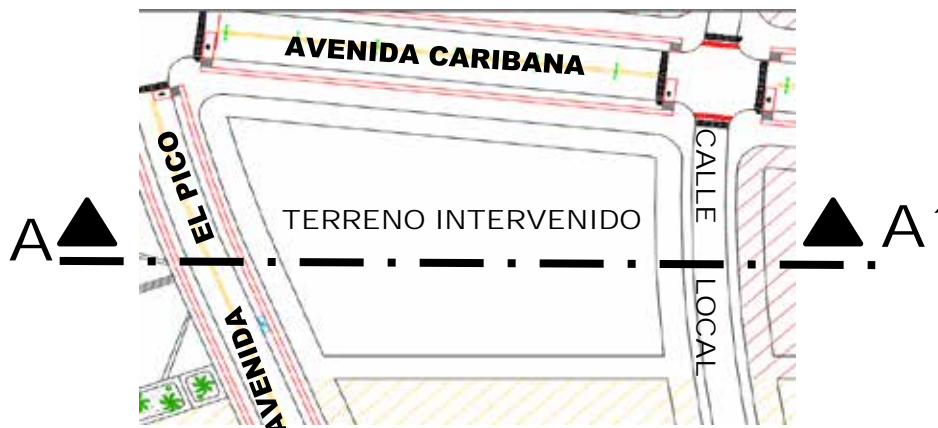 AVENIDA CARIBANA
AVENIDA EL PICO
CALLE LOCAL
TERRENO INTERVENIDO
A
A'